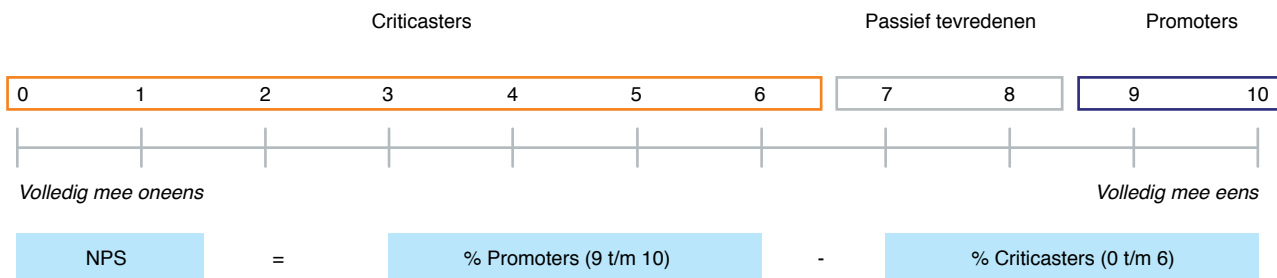 Criticasters Passief tevredenen Promoters
0 1 2 3 4 5 6 7 8 9 10
Volledig mee oneens Volledig mee eens
NPS = % Promoters (9 t/m 10) - % Criticasters (0 t/m 6)